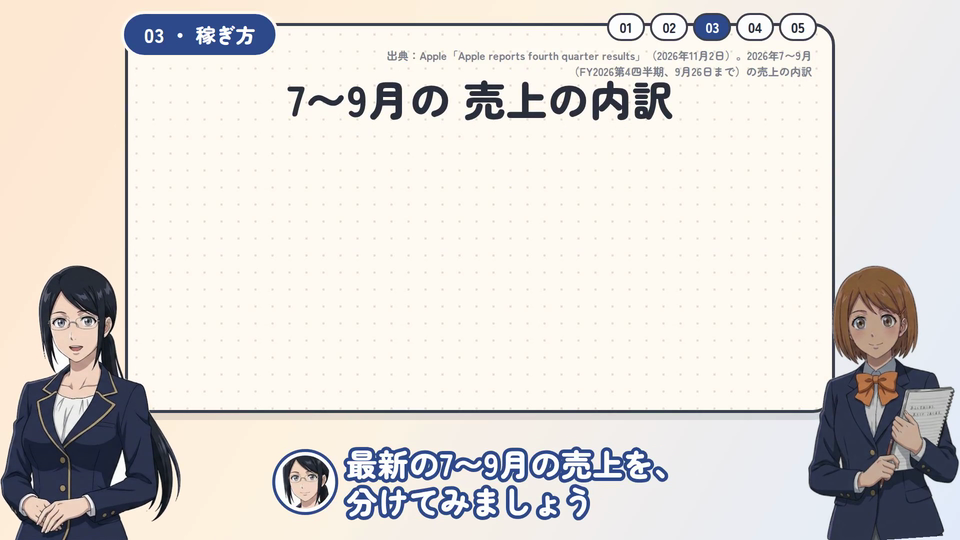 03 ・ 稼ぎ方
01 02 03 04 05
出典：Apple「Apple reports fourth quarter results」（2026年11月2日）。2026年7〜9月
（FY2026第4四半期、9月26日まで）の売上の内訳
7〜9月の 売上の内訳
最新の7〜9月の売上を、
分けてみましょう